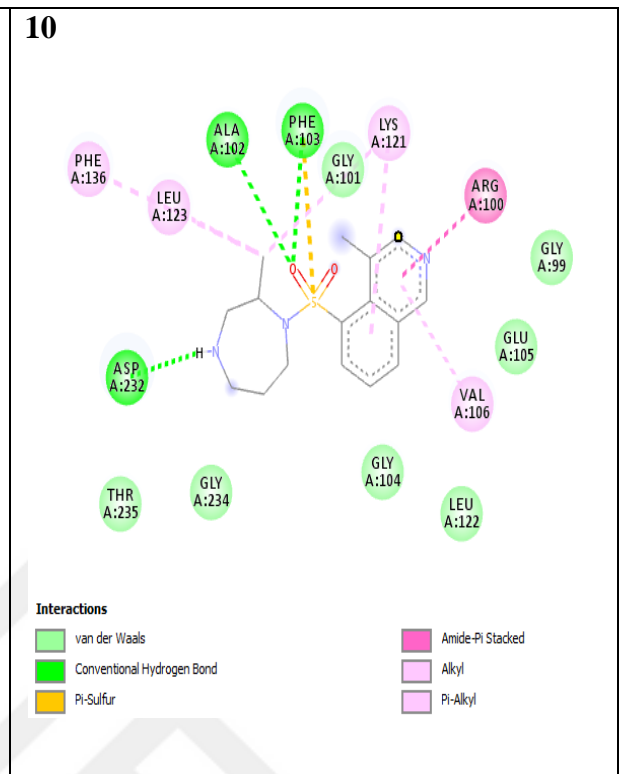 10
ALA
A:102
PHE
A:103
LYS
A:121
PHE
A:136
GLY
A:101
LEU
A:123
ARG
A:100
GLY
A:99
O
O
N
S
N
H
N
GLU
A:105
ASP
A:232
VAL
A:106
GLY
A:104
GLY
A:234
THR
A:235
LEU
A:122
Interactions
van der Waals
Conventional Hydrogen Bond
Pi-Sulfur
Amide-Pi Stacked
Alkyl
Pi-Alkyl